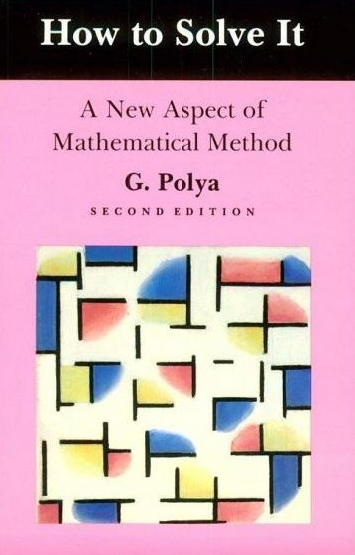 How to Solve It
A New Aspect of
Mathematical Method
G. Polya
SECOND EDITION